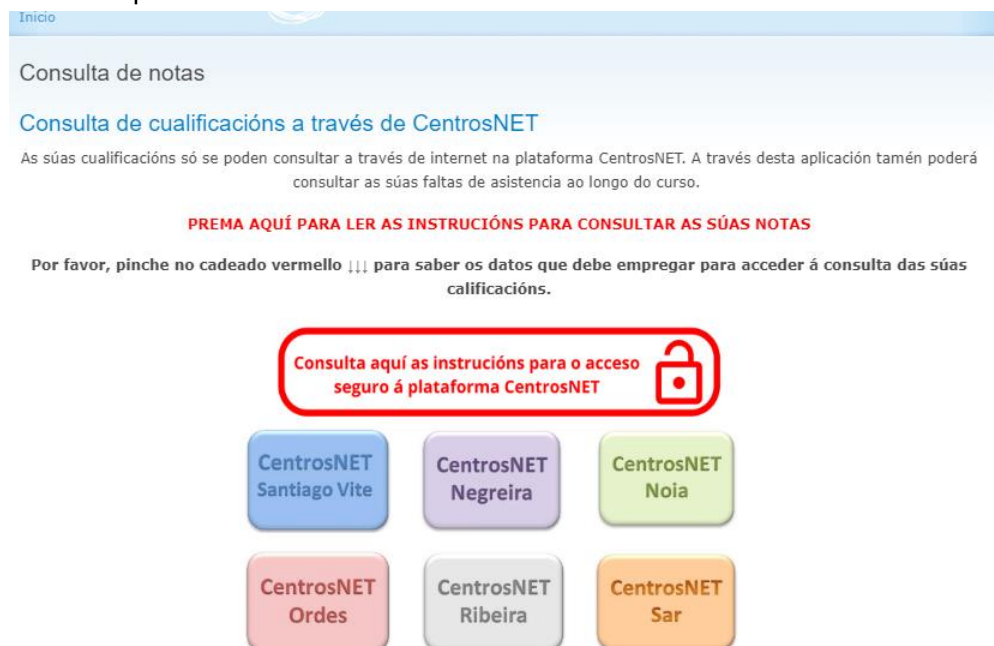 Inicio
Consulta de notas
Consulta de cualificacións a través de CentrosNET
As súas cualificacións só se poden consultar a través de internet na plataforma CentrosNET. A través desta aplicación tamén poderá
consultar as súas faltas de asistencia ao longo do curso.
PREMA AQUÍ PARA LER AS INSTRUCIÓNS PARA CONSULTAR AS SÚAS NOTAS
Por favor, pinche no cadeado vermello ↓↓↓ para saber os datos que debe empregar para acceder á consulta das súas
calificacións.
Consulta aquí as instrucións para o acceso
seguro á plataforma CentrosNET
CentrosNET
Santiago Vite
CentrosNET
Negreira
CentrosNET
Noia
CentrosNET
Ordes
CentrosNET
Ribeira
CentrosNET
Sar